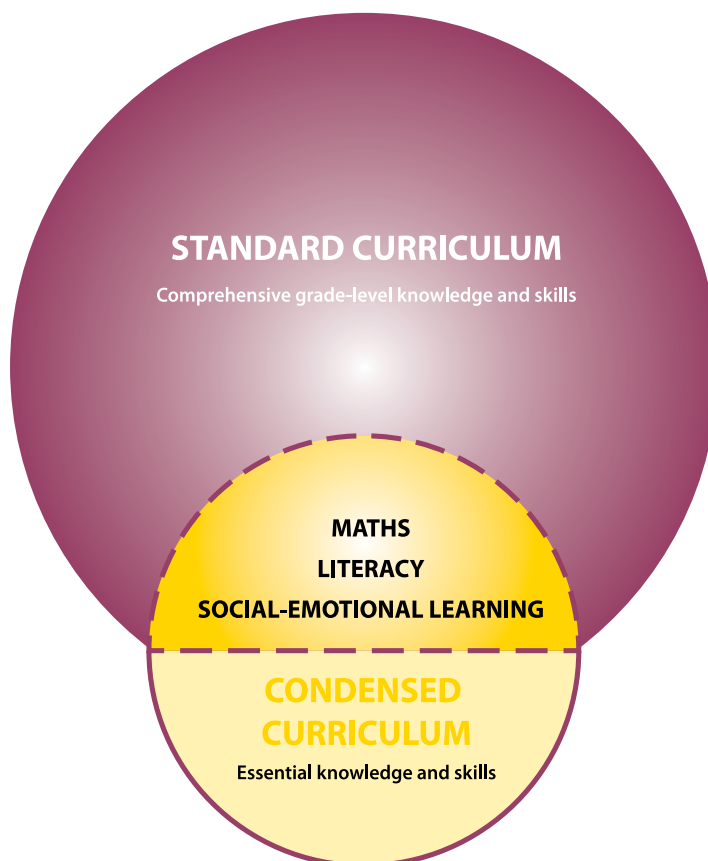 STANDARD CURRICULUM
Comprehensive grade-level knowledge and skills
MATHS
LITERACY
SOCIAL-EMOTIONAL LEARNING
CONDENSED
CURRICULUM
Essential knowledge and skills